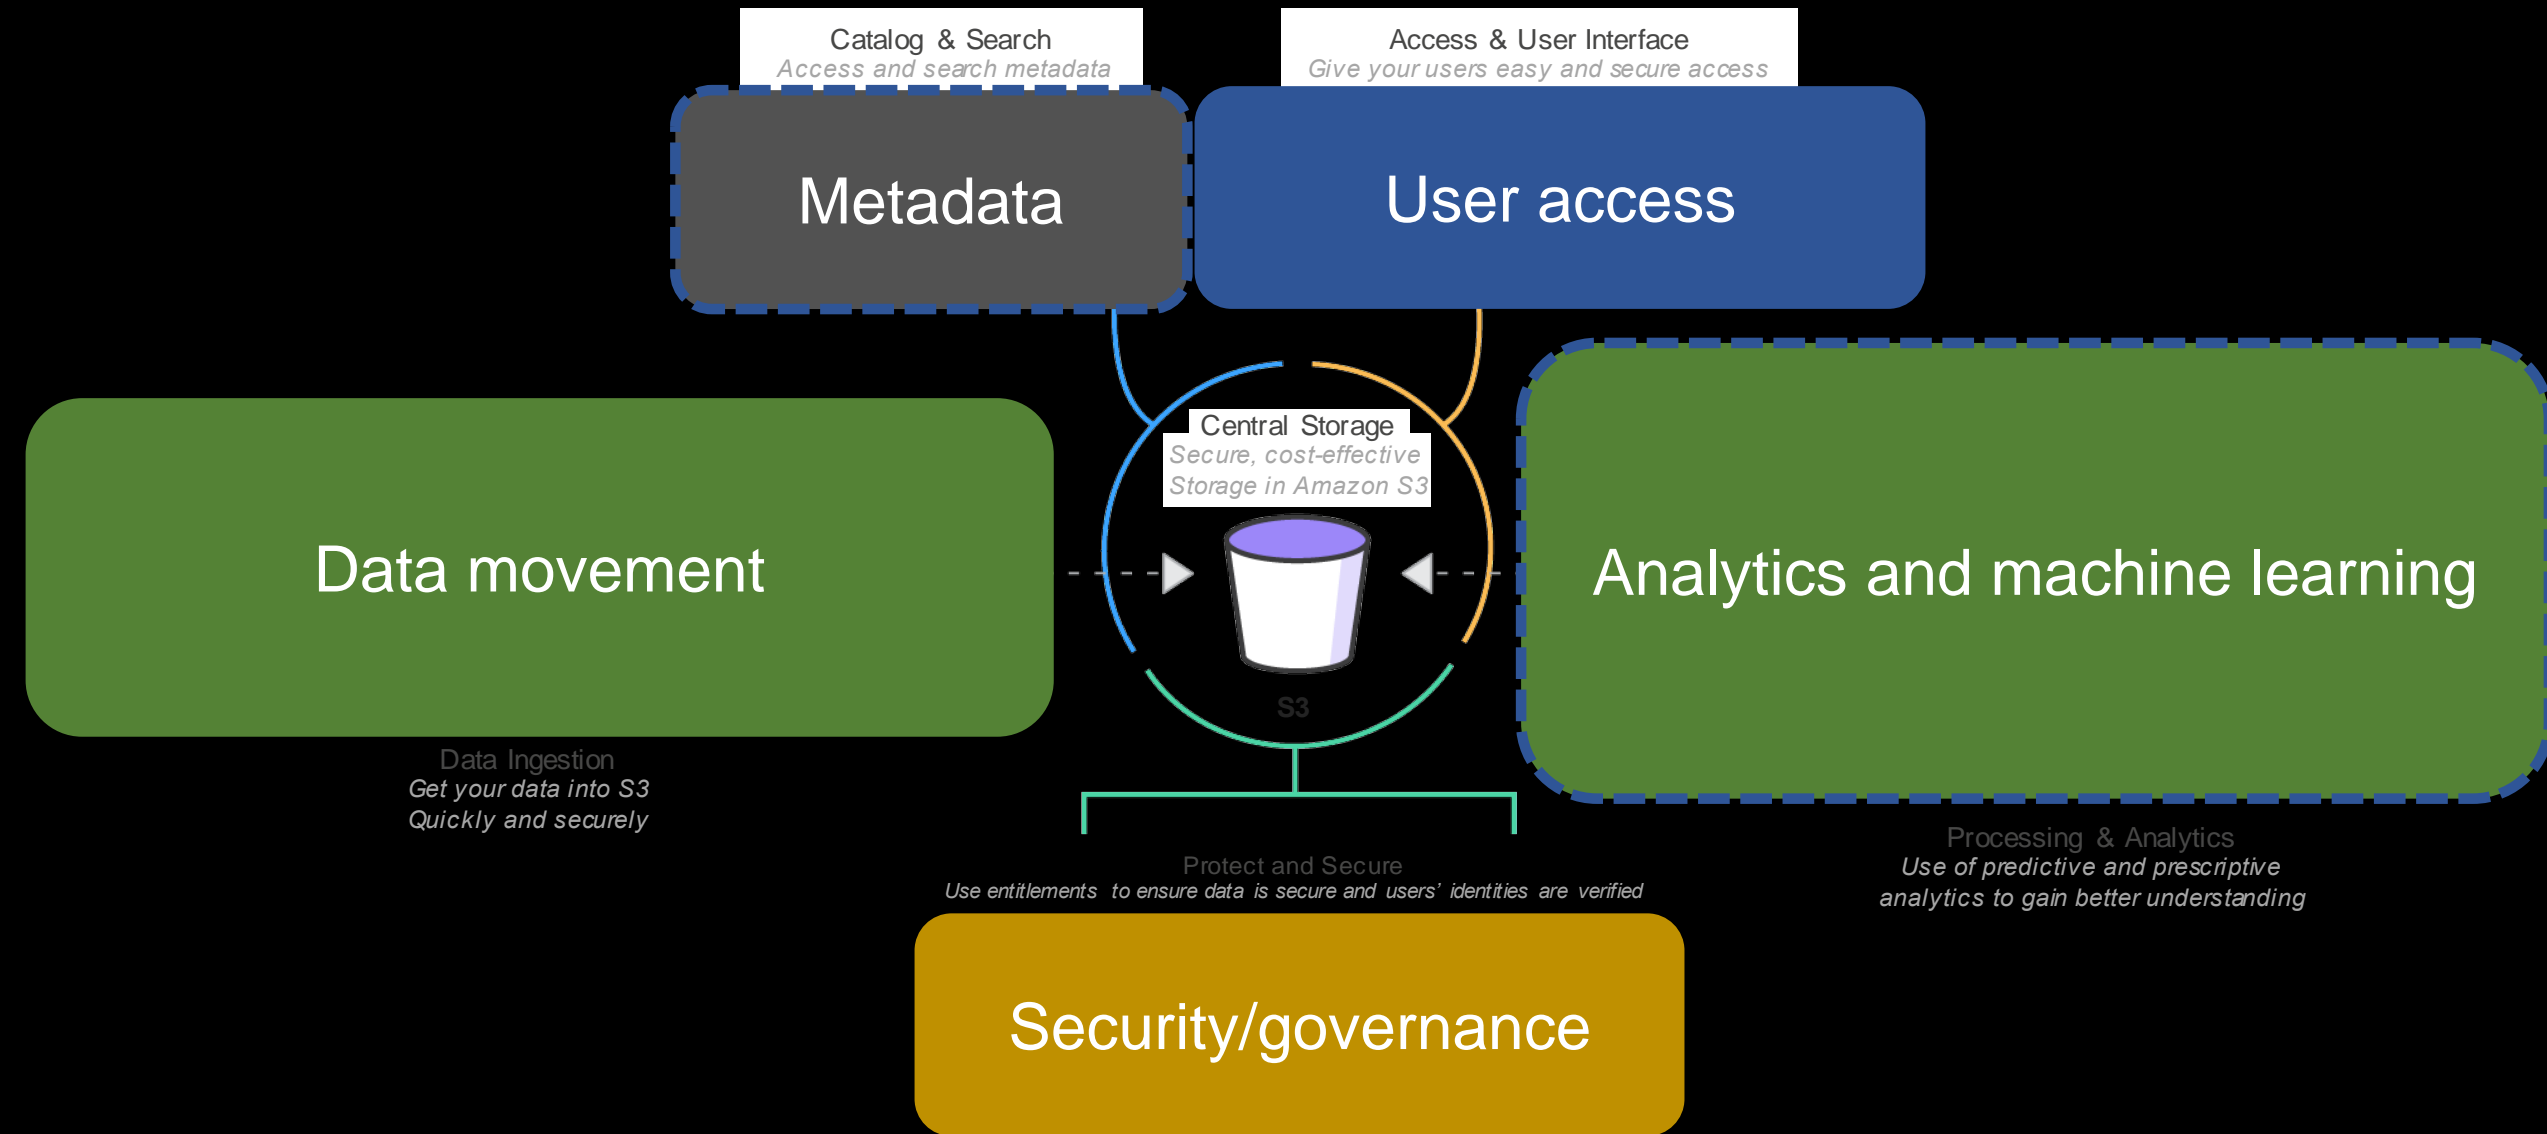 Catalog & Search
Access and search metadata
Access & User Interface
Give your users easy and secure access
Metadata
User access
Central Storage
Secure, cost-effective
Storage in Amazon S3
Data movement
S3
Analytics and machine learning
Data Ingestion
Get your data into S3
Quickly and securely
Processing & Analytics
Use of predictive and prescriptive
analytics to gain better understanding
Protect and Secure
Use entitlements to ensure data is secure and users’ identities are verified
Security/governance